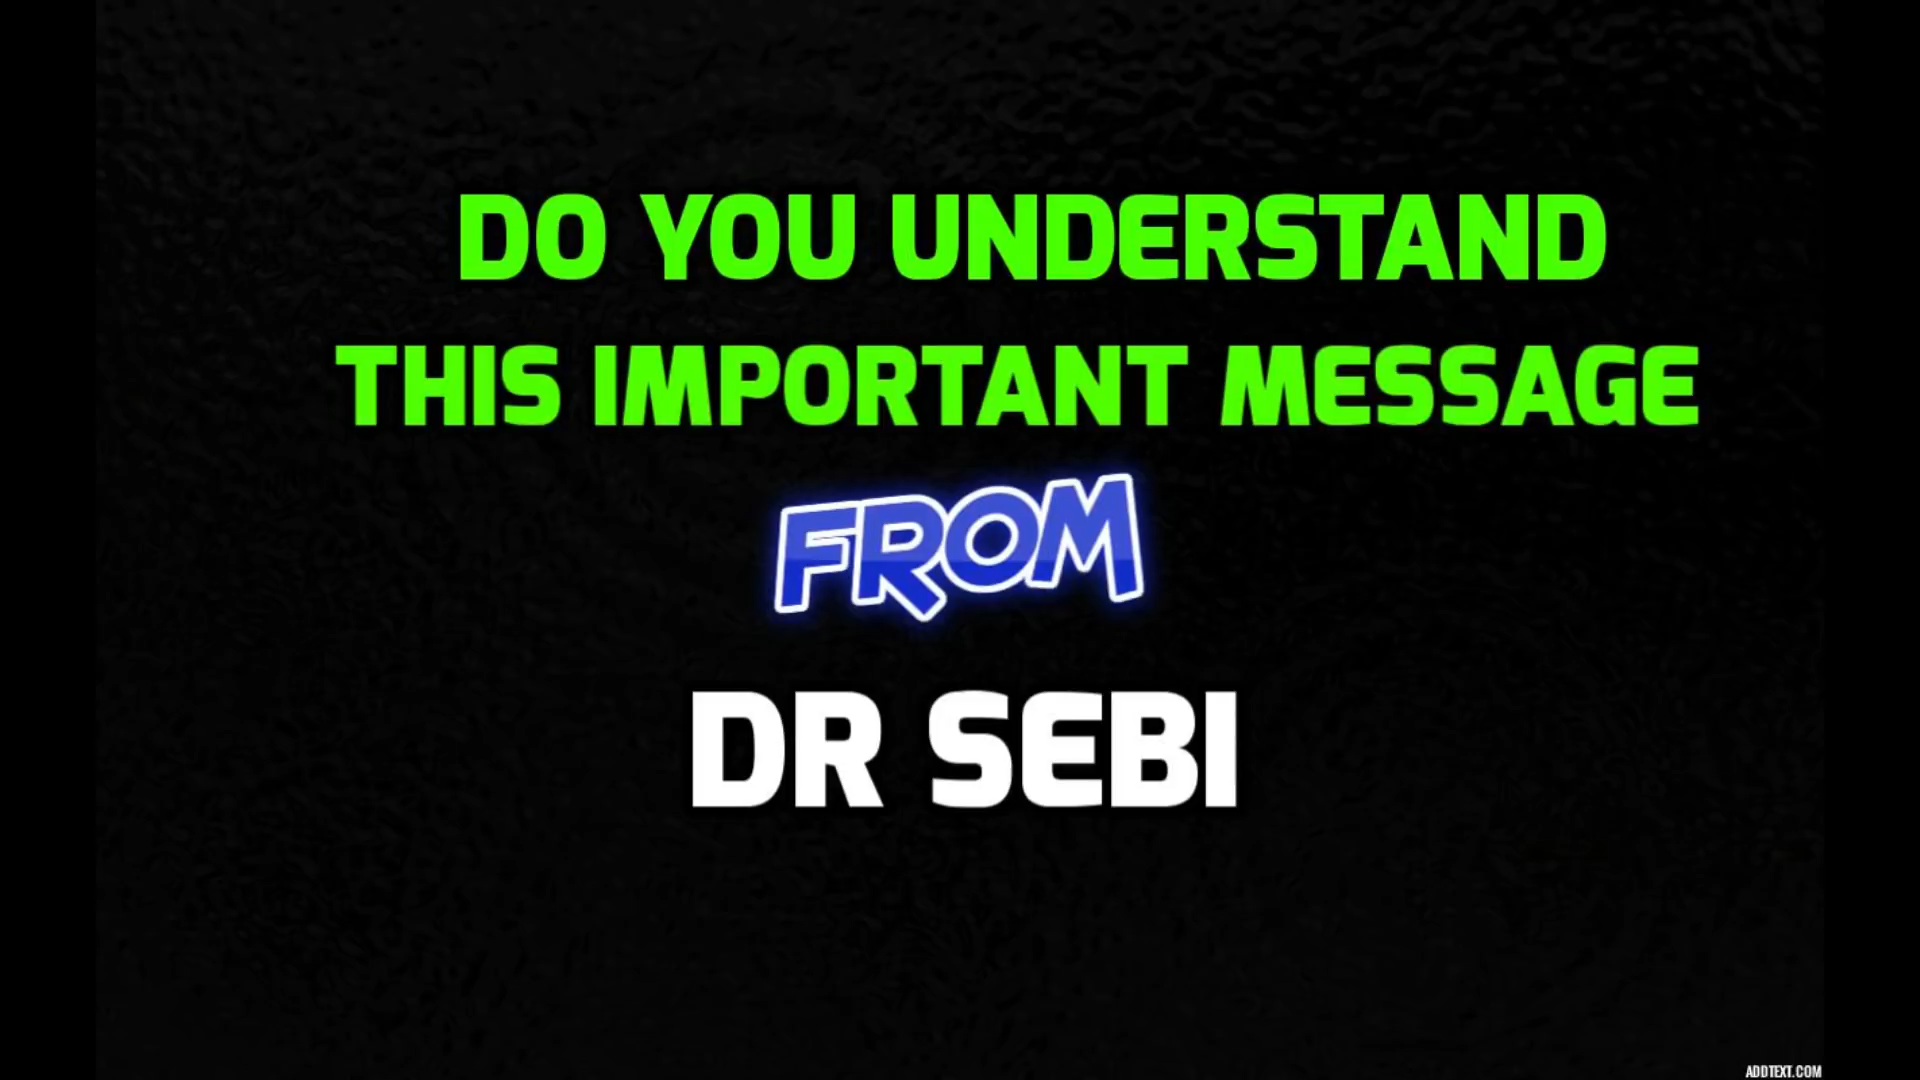 DO YOU UNDERSTAND
THIS IMPORTANT MESSAGE
FROM
DR SEBI
ADDTEXT.COM